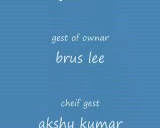 gest of ownar
brus lee
cheif gest
akshy kumar